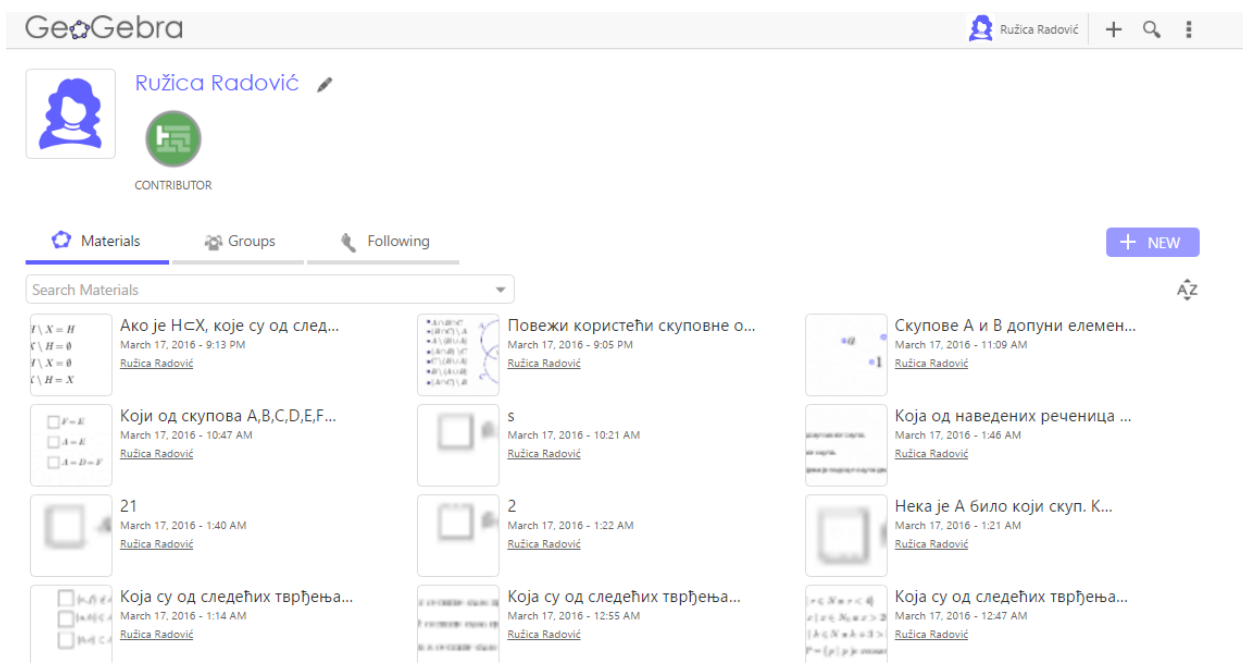 GeoGebra
Ružica Radović
Ružica Radović
CONTRIBUTOR
Materials
Groups
Following
+ NEW
Search Materials
AZ
H \ X = H
X \ H = ∅
H \ X = ∅
X \ H = X
Ако је H⊂X, које су од след...
March 17, 2016 - 9:13 PM
Ružica Radović
Повежи користећи скуповне о...
March 17, 2016 - 9:05 PM
Ružica Radović
a
1
Скупове А и В допуни елемен...
March 17, 2016 - 11:09 AM
Ružica Radović
F = E
A = E
A = D = F
Који од скупова A,B,C,D,E,F...
March 17, 2016 - 10:47 AM
Ružica Radović
s
March 17, 2016 - 10:21 AM
Ružica Radović
Која од наведених реченица ...
March 17, 2016 - 1:46 AM
Ružica Radović
21
March 17, 2016 - 1:40 AM
Ružica Radović
2
March 17, 2016 - 1:22 AM
Ružica Radović
Нека је А било који скуп. К...
March 17, 2016 - 1:21 AM
Ružica Radović
Која су од следећих тврђења...
March 17, 2016 - 1:14 AM
Ružica Radović
Која су од следећих тврђења...
March 17, 2016 - 12:55 AM
Ružica Radović
Која су од следећих тврђења...
March 17, 2016 - 12:47 AM
Ružica Radović